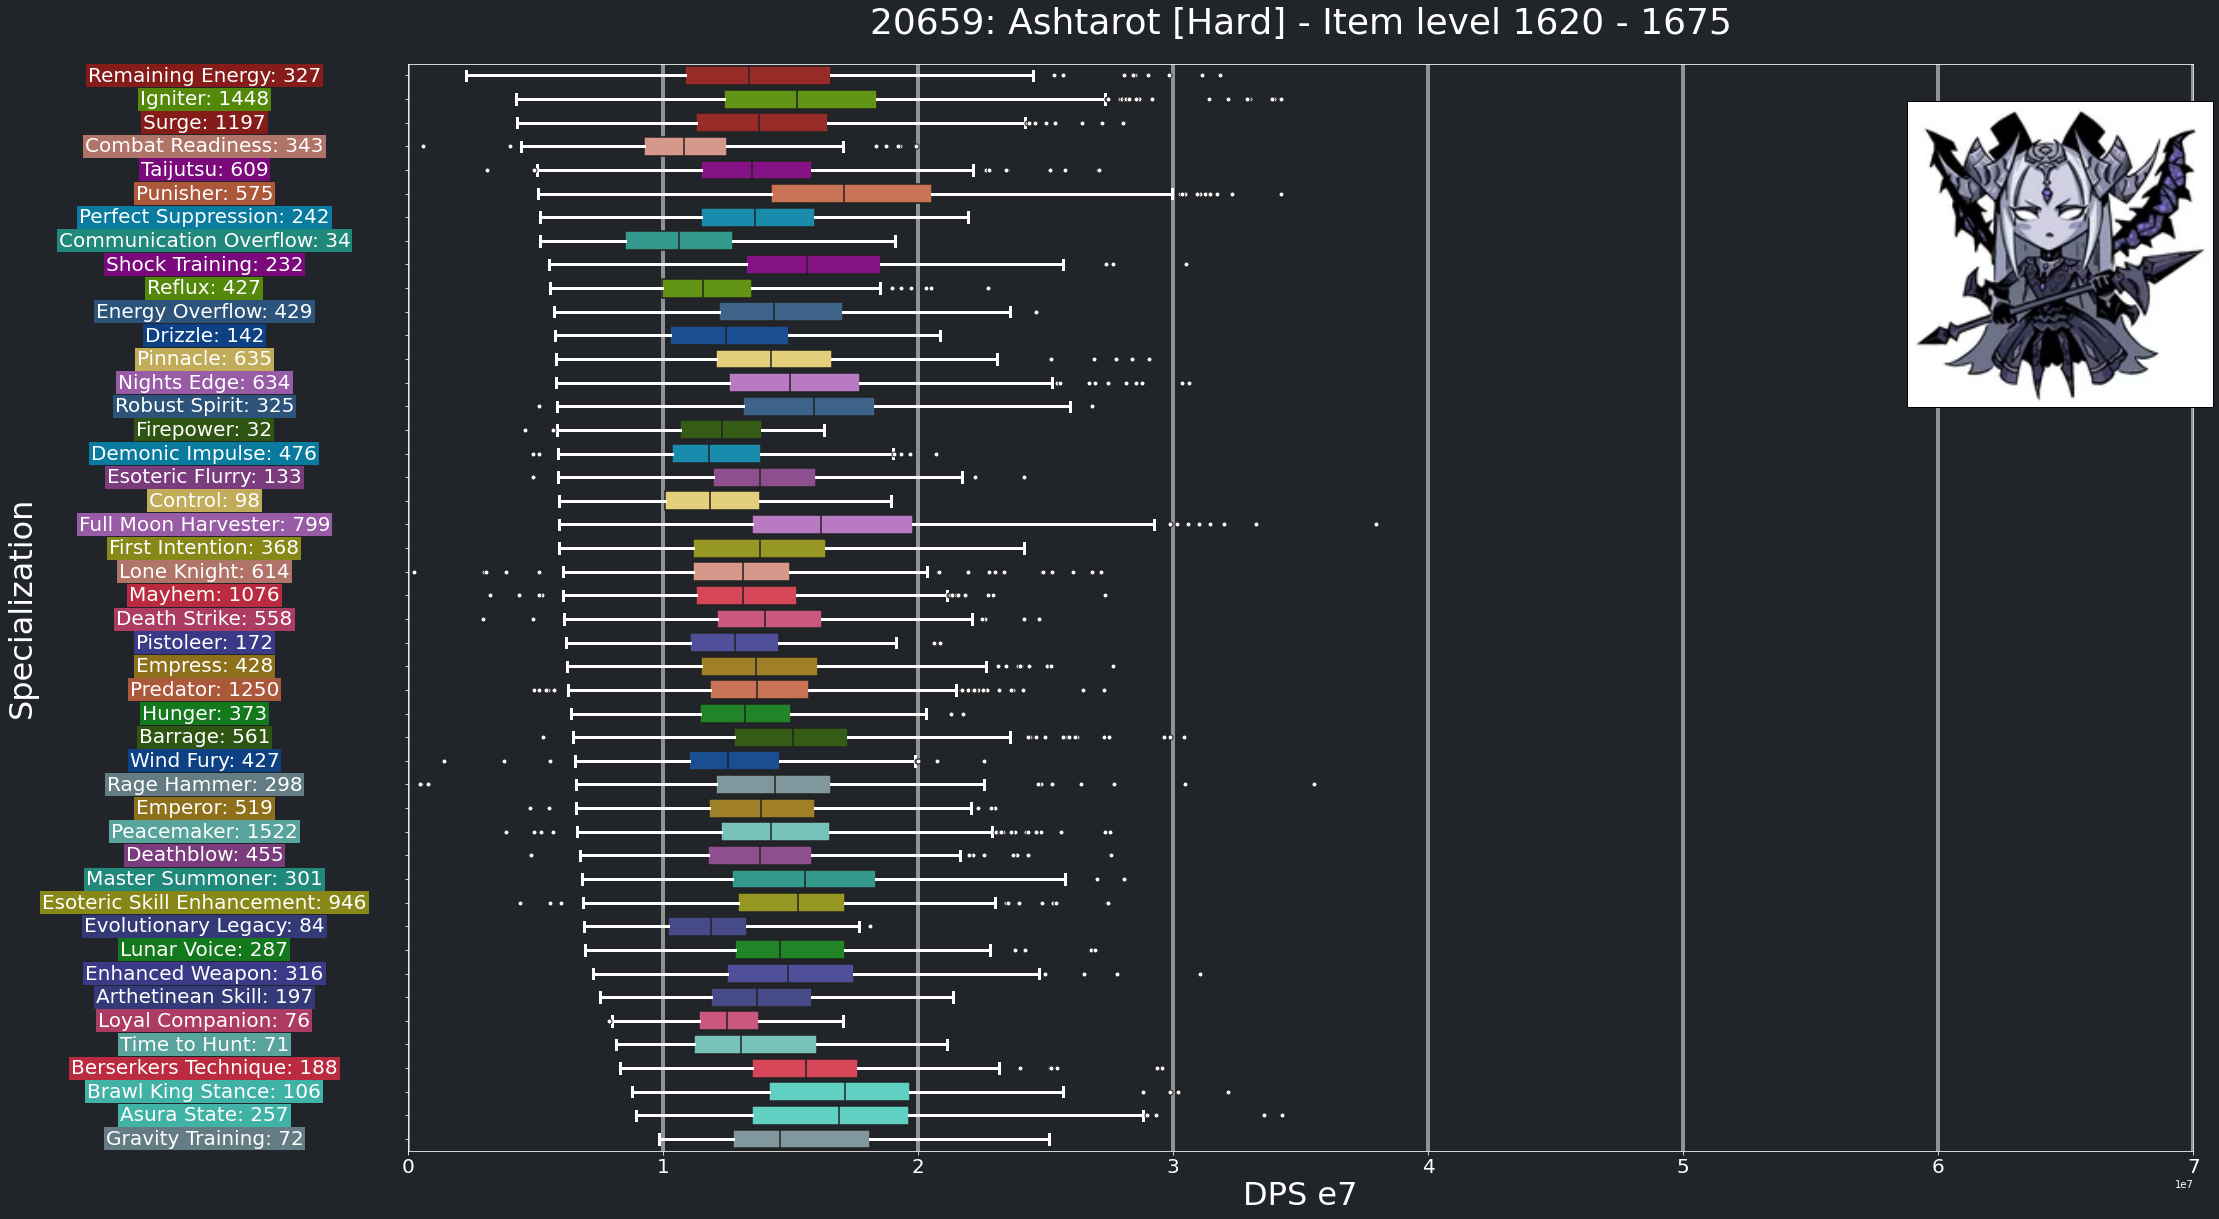 20659: Ashtarot [Hard] - Item level 1620 - 1675
Specialization
Remaining Energy: 327
Igniter: 1448
Surge: 1197
Combat Readiness: 343
Taijutsu: 609
Punisher: 575
Perfect Suppression: 242
Communication Overflow: 34
Shock Training: 232
Reflux: 427
Energy Overflow: 429
Drizzle: 142
Pinnacle: 635
Nights Edge: 634
Robust Spirit: 325
Firepower: 32
Demonic Impulse: 476
Esoteric Flurry: 133
Control: 98
Full Moon Harvester: 799
First Intention: 368
Lone Knight: 614
Mayhem: 1076
Death Strike: 558
Pistoleer: 172
Empress: 428
Predator: 1250
Hunger: 373
Barrage: 561
Wind Fury: 427
Rage Hammer: 298
Emperor: 519
Peacemaker: 1522
Deathblow: 455
Master Summoner: 301
Esoteric Skill Enhancement: 946
Evolutionary Legacy: 84
Lunar Voice: 287
Enhanced Weapon: 316
Arthetinean Skill: 197
Loyal Companion: 76
Time to Hunt: 71
Berserkers Technique: 188
Brawl King Stance: 106
Asura State: 257
Gravity Training: 72
0 1 2 3 4 5 6 7
1e7
DPS e7